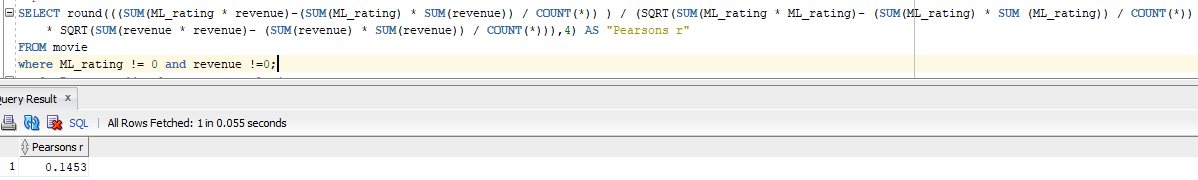 SELECT round(((SUM(ML_rating * revenue)-(SUM(ML_rating) * SUM(revenue)) / COUNT(*)) ) / (SQRT(SUM(ML_rating * ML_rating)- (SUM(ML_rating) * SUM (ML_rating)) / COUNT(*))
* SQRT(SUM(revenue * revenue)- (SUM(revenue) * SUM(revenue)) / COUNT(*))),4) AS "Pearsons r"
FROM movie
where ML_rating != 0 and revenue !=0;
Query Result x
SQL | All Rows Fetched: 1 in 0.055 seconds
Pearsons r
1 0.1453